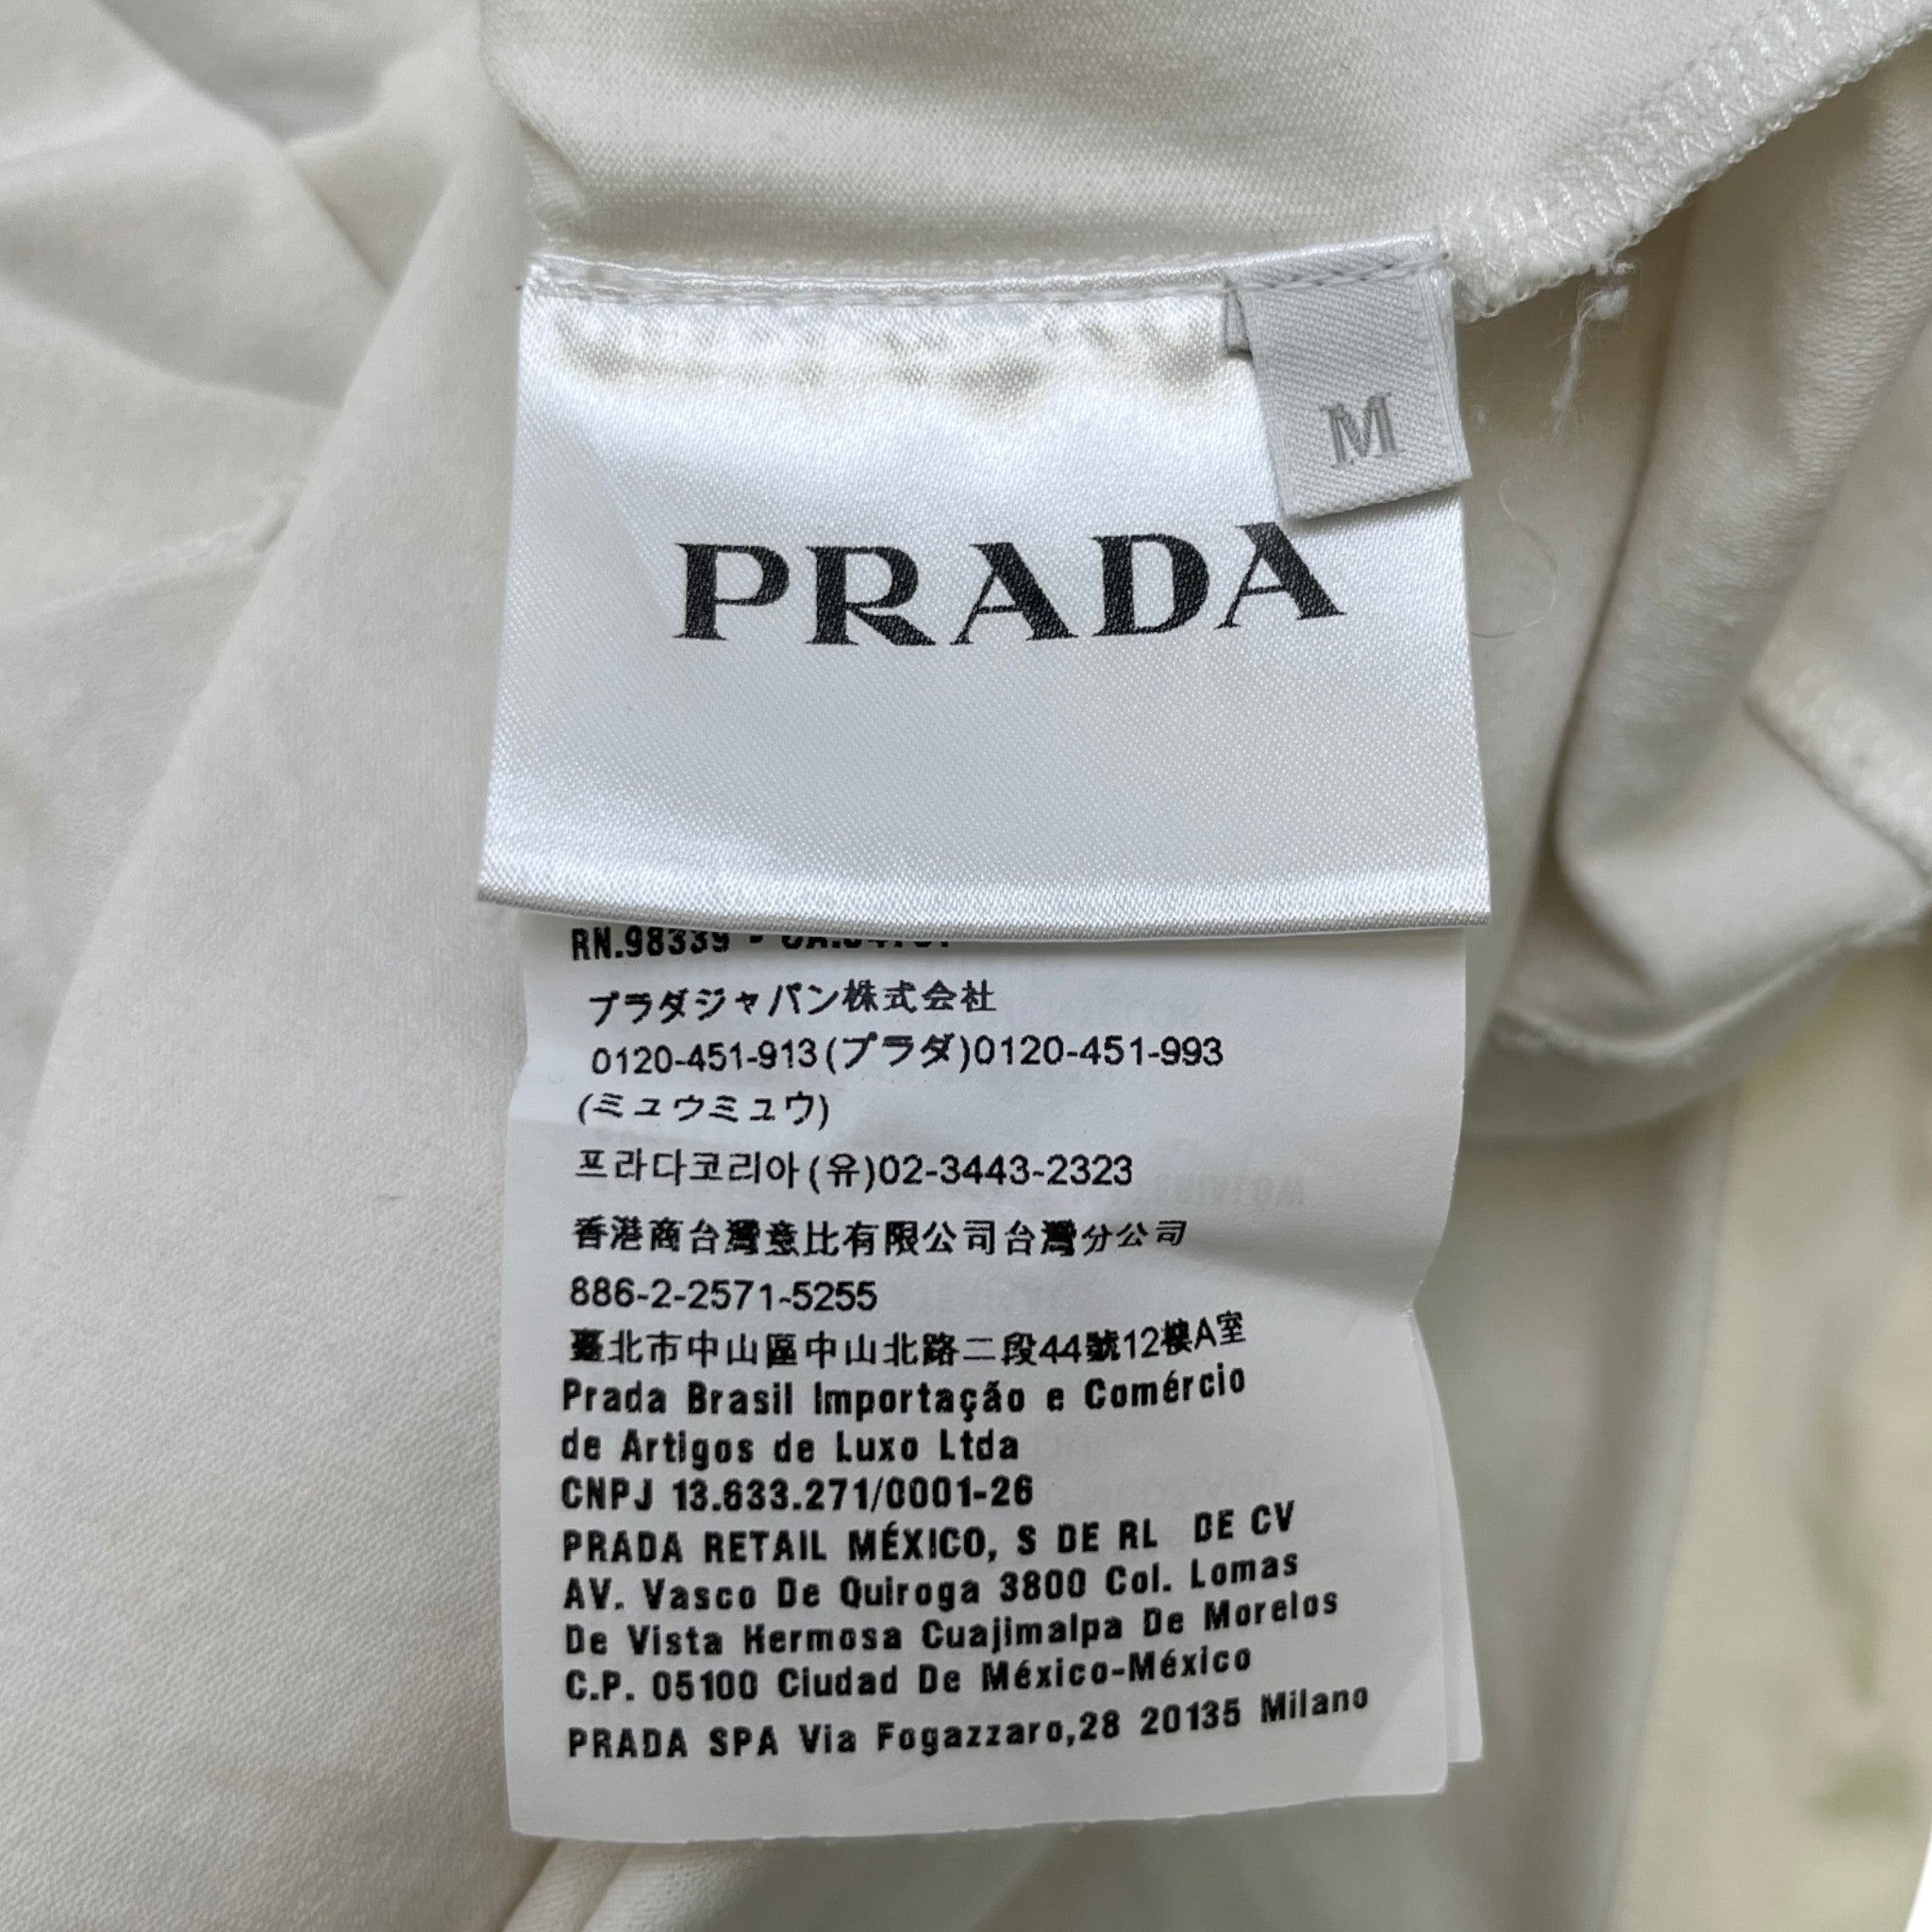 M
PRADA
RN.98339 -
プラダジャパン株式会社
0120-451-913(プラダ)0120-451-993
(ミュウミュウ)
프라다코리아(유)02-3443-2323
香港商台灣意比有限公司台灣分公司
886-2-2571-5255
臺北市中山區中山北路二段44號12樓A室
Prada Brasil Importação e Comércio
de Artigos de Luxo Ltda
CNPJ 13.633.271/0001-26
PRADA RETAIL MÉXICO, S DE RL DE CV
AV. Vasco De Quiroga 3800 Col. Lomas
De Vista Hermosa Cuajimalpa De Morelos
C.P. 05100 Ciudad De México-México
PRADA SPA Via Fogazzaro,28 20135 Milano